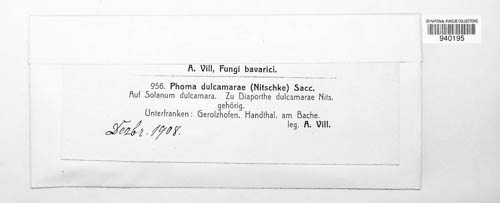 US NATIONAL FUNGUS COLLECTIONS
940195
A. Vill, Fungi bavarici.
956. Phoma dulcamarae (Nitschke) Sacc.
Auf Solanum dulcamara. Zu Diaporthe dulcamarae Nits.
gehörig.
Unterfranken: Gerolzhofen, Handthal, am Bache.
leg. A. Vill.
Dezbr. 1908.